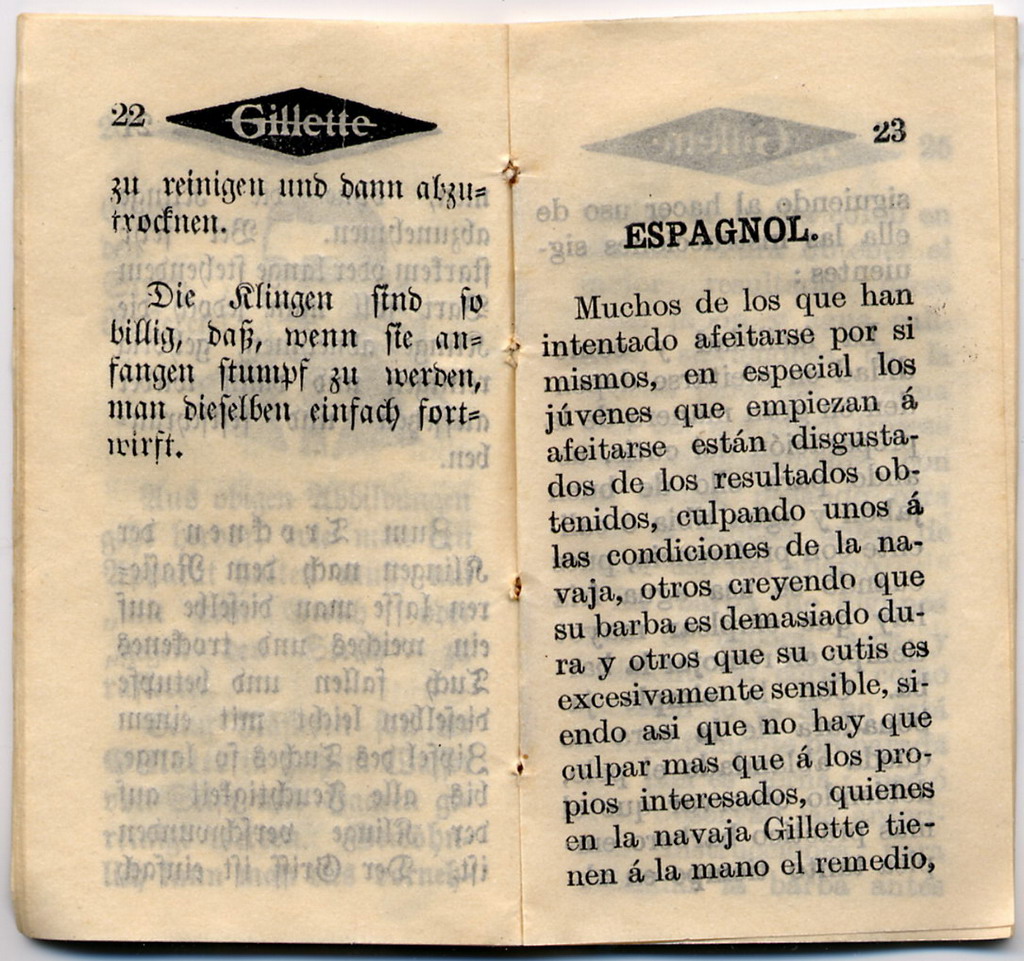 22 Gillette
zu reinigen und dann abzu=
trocknen.
Die Klingen sind so
billig, daß, wenn sie an=
fangen stumpf zu werden,
man dieselben einfach fort=
wirft.
23
ESPAGNOL.
Muchos de los que han
intentado afeitarse por si
mismos, en especial los
júvenes que empiezan á
afeitarse están disgusta-
dos de los resultados ob-
tenidos, culpando unos á
las condiciones de la na-
vaja, otros creyendo que
su barba es demasiado du-
ra y otros que su cutis es
excesivamente sensible, si-
endo asi que no hay que
culpar mas que á los pro-
pios interesados, quienes
en la navaja Gillette tie-
nen á la mano el remedio,